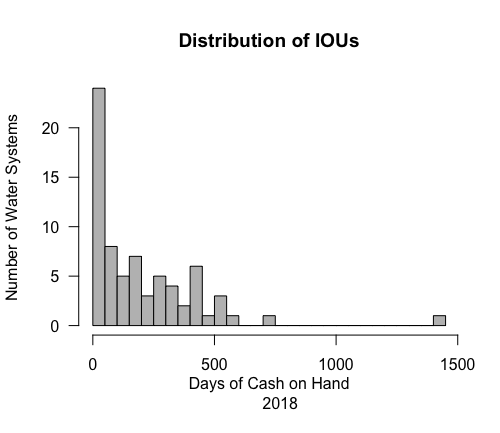 Distribution of IOUs
Number of Water Systems
20
15
10
5
0
0 500 1000 1500
Days of Cash on Hand
2018